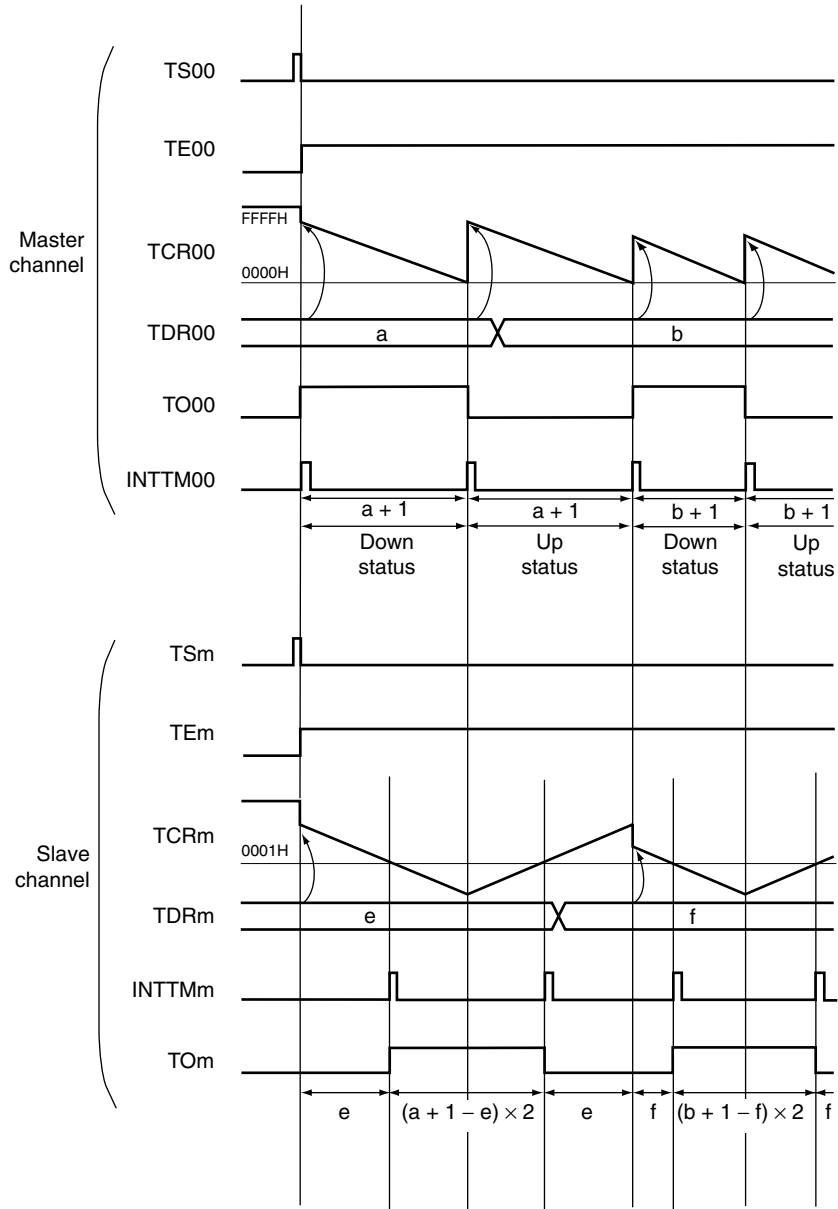 Master
channel
TS00
TE00
TCR00
FFFFH
0000H
TDR00
a
b
TO00
INTTM00
a + 1
a + 1
b + 1
b + 1
Down
status
Up
status
Down
status
Up
status
Slave
channel
TSm
TEm
TCRm
0001H
TDRm
e
f
INTTMm
TOm
e
(a + 1 – e) × 2
e
f
(b + 1 – f) × 2
f